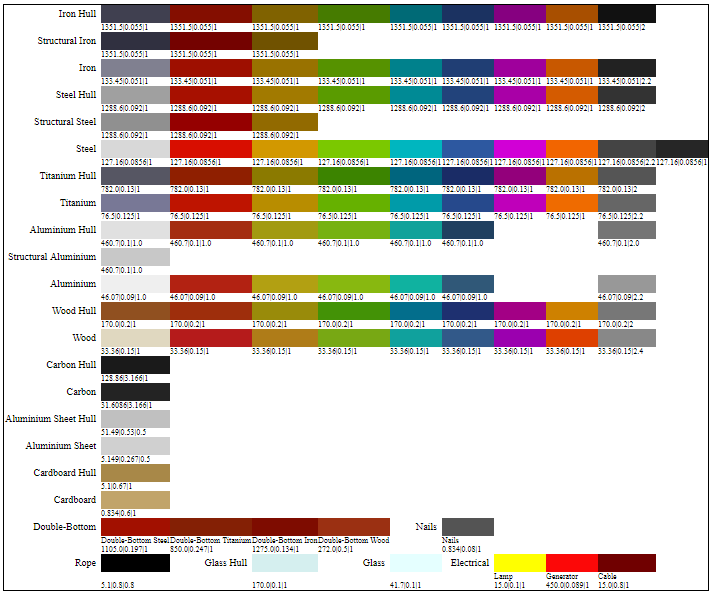 Iron Hull
1351.5|0.055|1 1351.5|0.055|1 1351.5|0.055|1 1351.5|0.055|1 1351.5|0.055|1 1351.5|0.055|1 1351.5|0.055|1 1351.5|0.055|1 1351.5|0.055|2
Structural Iron
1351.5|0.055|1 1351.5|0.055|1 1351.5|0.055|1
Iron
133.45|0.051|1 133.45|0.051|1 133.45|0.051|1 133.45|0.051|1 133.45|0.051|1 133.45|0.051|1 133.45|0.051|1 133.45|0.051|1 133.45|0.051|2.2
Steel Hull
1288.6|0.092|1 1288.6|0.092|1 1288.6|0.092|1 1288.6|0.092|1 1288.6|0.092|1 1288.6|0.092|1 1288.6|0.092|1 1288.6|0.092|1 1288.6|0.092|2
Structural Steel
1288.6|0.092|1 1288.6|0.092|1 1288.6|0.092|1
Steel
127.16|0.0856|1 127.16|0.0856|1 127.16|0.0856|1 127.16|0.0856|1 127.16|0.0856|1 127.16|0.0856|1 127.16|0.0856|1 127.16|0.0856|1 127.16|0.0856|2.2 127.16|0.0856|1
Titanium Hull
782.0|0.13|1 782.0|0.13|1 782.0|0.13|1 782.0|0.13|1 782.0|0.13|1 782.0|0.13|1 782.0|0.13|1 782.0|0.13|1 782.0|0.13|2
Titanium
76.5|0.125|1 76.5|0.125|1 76.5|0.125|1 76.5|0.125|1 76.5|0.125|1 76.5|0.125|1 76.5|0.125|1 76.5|0.125|1 76.5|0.125|2.2
Aluminium Hull
460.7|0.1|1.0 460.7|0.1|1.0 460.7|0.1|1.0 460.7|0.1|1.0 460.7|0.1|1.0 460.7|0.1|1.0 460.7|0.1|2.0
Structural Aluminium
460.7|0.1|1.0
Aluminium
46.07|0.09|1.0 46.07|0.09|1.0 46.07|0.09|1.0 46.07|0.09|1.0 46.07|0.09|1.0 46.07|0.09|1.0 46.07|0.09|2.2
Wood Hull
170.0|0.2|1 170.0|0.2|1 170.0|0.2|1 170.0|0.2|1 170.0|0.2|1 170.0|0.2|1 170.0|0.2|1 170.0|0.2|1 170.0|0.2|2
Wood
33.36|0.15|1 33.36|0.15|1 33.36|0.15|1 33.36|0.15|1 33.36|0.15|1 33.36|0.15|1 33.36|0.15|1 33.36|0.15|1 33.36|0.15|2.4
Carbon Hull
128.86|3.166|1
Carbon
31.6086|3.166|1
Aluminium Sheet Hull
51.49|0.53|0.5
Aluminium Sheet
5.149|0.267|0.5
Cardboard Hull
5.1|0.67|1
Cardboard
0.834|0.6|1
Double-Bottom Nails
Double-Bottom Steel Double-Bottom Titanium Double-Bottom Iron Double-Bottom Wood Nails
1105.0|0.197|1 850.0|0.247|1 1275.0|0.134|1 272.0|0.5|1 0.834|0.08|1
Rope Glass Hull Glass Electrical
Lamp Generator Cable
5.1|0.8|0.8 170.0|0.1|1 41.7|0.1|1 15.0|0.1|1 450.0|0.089|1 15.0|0.8|1